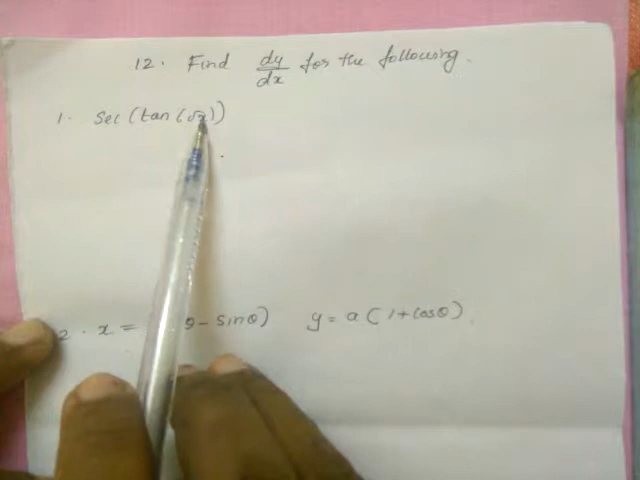 12. Find dy/dx for the following.
1. Sec (tan (√x))
2. x = θ - sinθ) y = a ( 1 + cosθ)